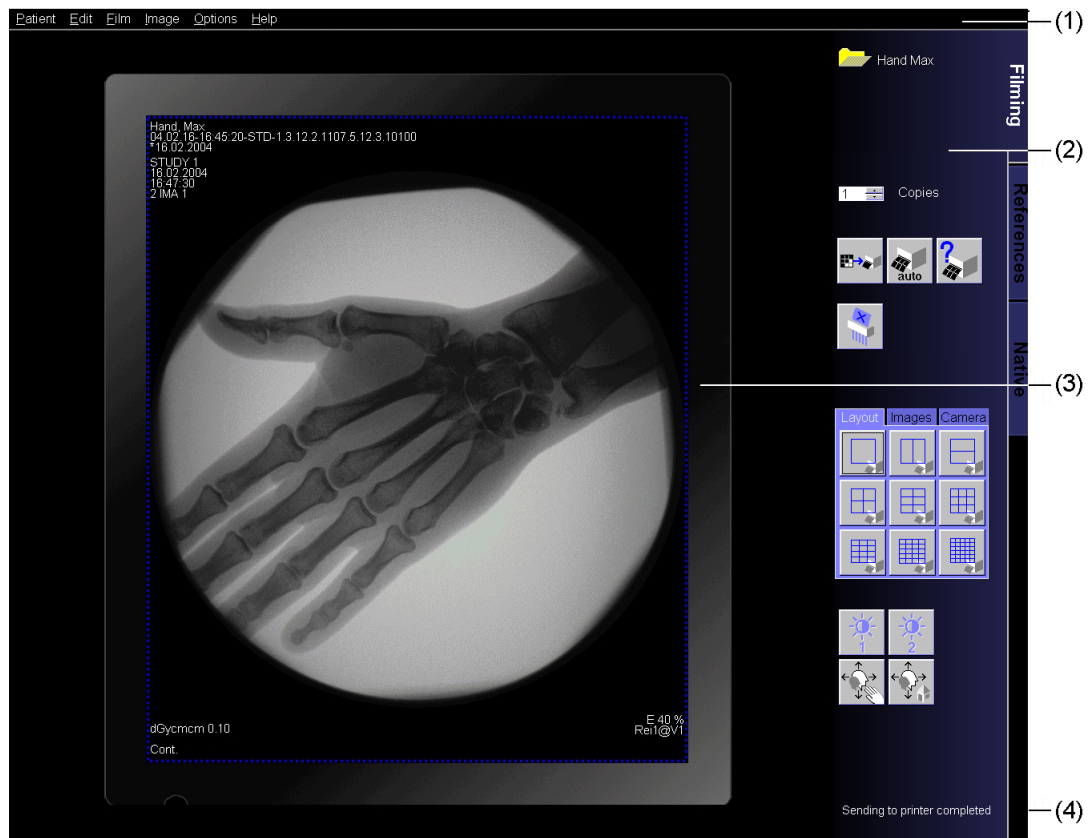 Patient Edit Film Image Options Help
(1)
Hand Max
Filming
(2)
References
Native
1 Copies
auto
?
(3)
Hand, Max
04.02.16-16:45:20-STD-1.3.12.2.1107.5.12.3.10100
*16.02.2004
STUDY 1
16.02.2004
16:47:30
2 IMA 1
Layout Images Camera
1 2
dGycmcm 0.10
E 40 %
Rei1@V1
Cont.
Sending to printer completed
(4)